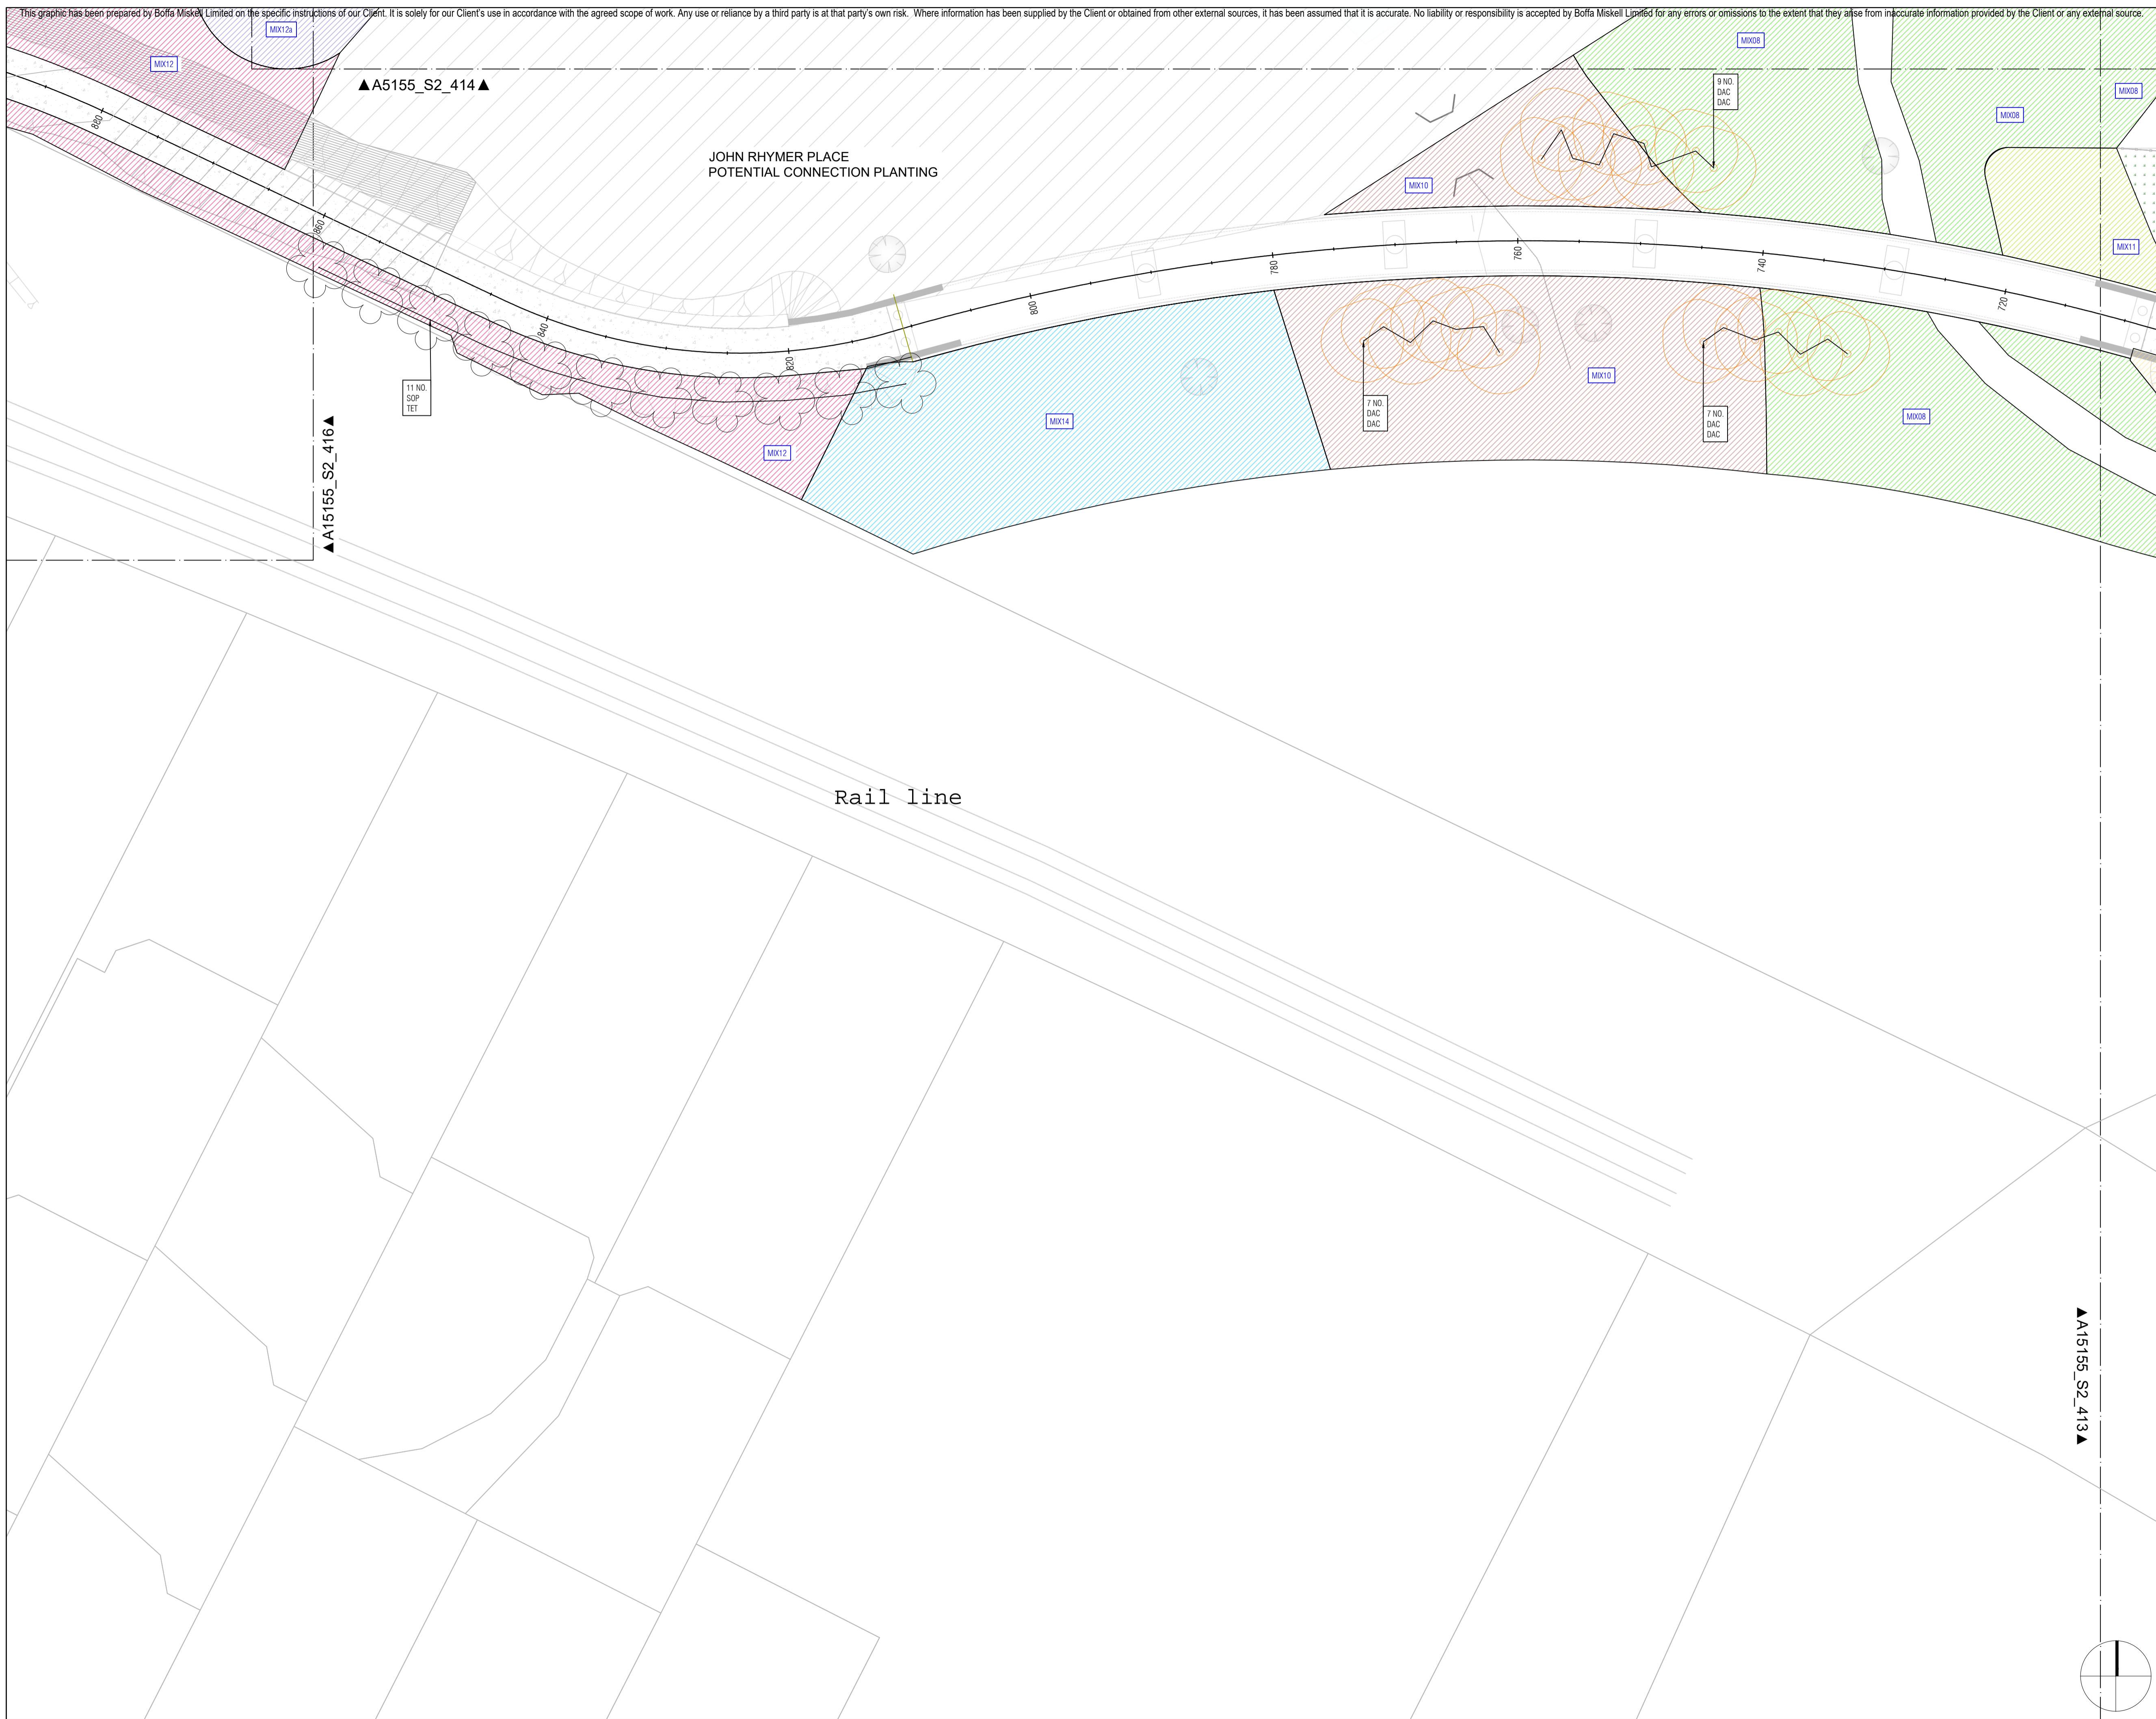 This graphic has been prepared by Boffa Miskell Limited on the specific instructions of our Client. It is solely for our Client's use in accordance with the agreed scope of work. Any use or reliance by a third party is at that party's own risk. Where information has been supplied by the Client or obtained from other external sources, it has been assumed that it is accurate. No liability or responsibility is accepted by Boffa Miskell Limited for any errors or omissions to the extent that they arise from inaccurate information provided by the Client or any external source.
MIX12a
MIX12
▲A5155_S2_414▲
MIX08
9 NO.
DAC
DAC
MIX08
MIX08
880
JOHN RHYMER PLACE
POTENTIAL CONNECTION PLANTING
MIX10
860
MIX11
780
760
740
720
800
840
820
11 NO.
SOP
TET
7 NO.
DAC
DAC
MIX10
7 NO.
DAC
DAC
MIX08
MIX14
MIX12
▲A15155_S2_416▲
Rail line
▲A15155_S2_413▲